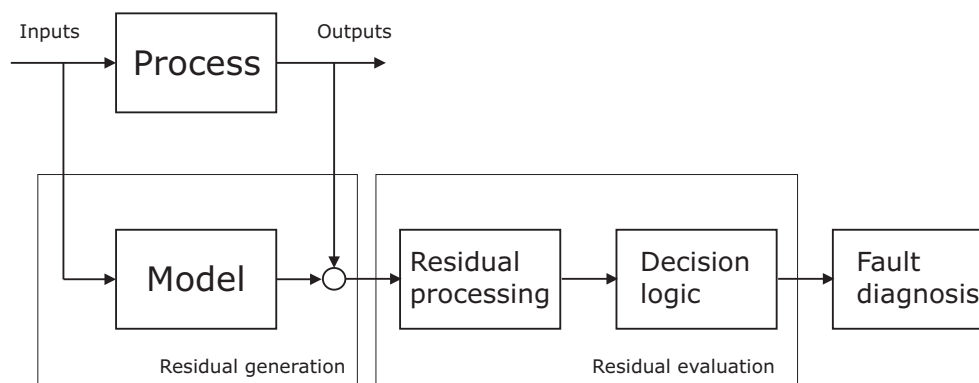 Inputs
Outputs
Process
Model
Residual
processing
Decision
logic
Fault
diagnosis
Residual generation
Residual evaluation